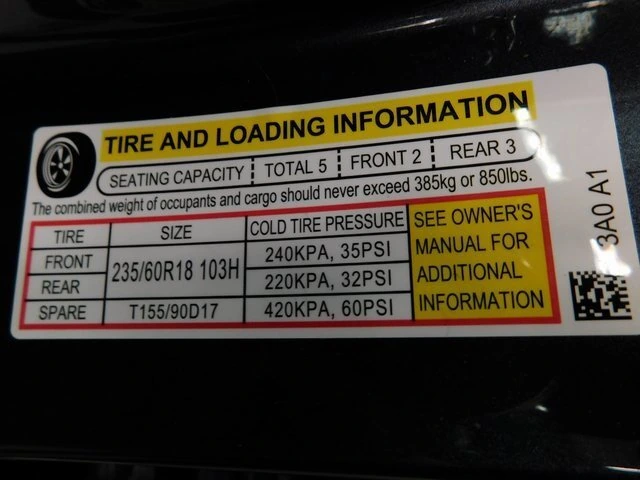 TIRE AND LOADING INFORMATION
SEATING CAPACITY TOTAL 5 FRONT 2 REAR 3
The combined weight of occupants and cargo should never exceed 385kg or 850lbs.
TIRE SIZE COLD TIRE PRESSURE
FRONT 235/60R18 103H 240KPA, 35PSI
REAR 220KPA, 32PSI
SPARE T155/90D17 420KPA, 60PSI
SEE OWNER'S
MANUAL FOR
ADDITIONAL
INFORMATION
3A0 A1